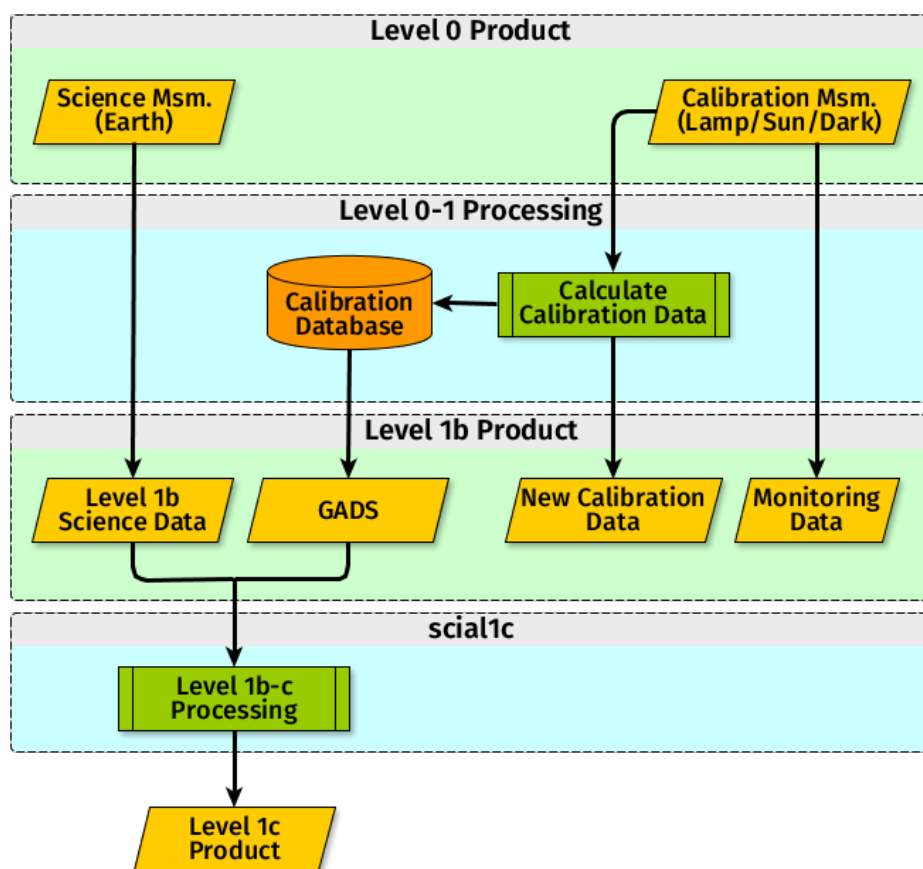 Level 0 Product
Science Msm.
(Earth)
Calibration Msm.
(Lamp/Sun/Dark)
Level 0-1 Processing
Calibration
Database
Calculate
Calibration Data
Level 1b Product
Level 1b
Science Data
GADS
New Calibration
Data
Monitoring
Data
scial1c
Level 1b-c
Processing
Level 1c
Product